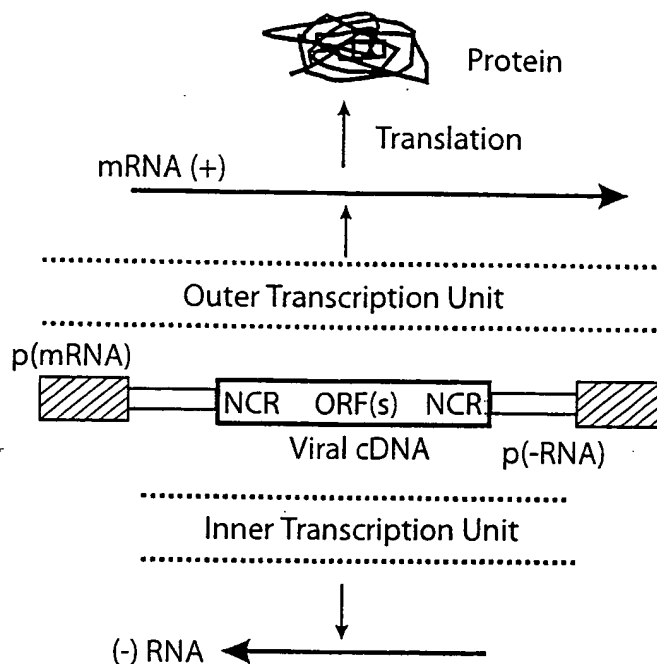 Protein
Translation
mRNA (+)
Outer Transcription Unit
p(mRNA)
NCR ORF(s) NCR
Viral cDNA
p(-RNA)
Inner Transcription Unit
(-) RNA